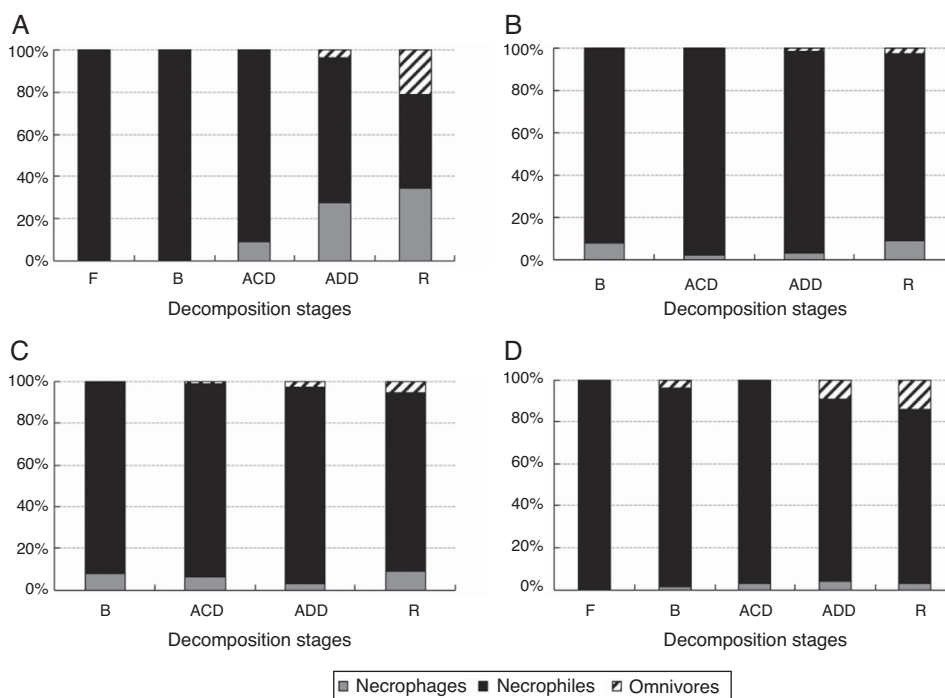 A
100%
80%
60%
40%
20%
0%
F B ACD ADD R
Decomposition stages
B
100%
80%
60%
40%
20%
0%
B ACD ADD R
Decomposition stages
C
100%
80%
60%
40%
20%
0%
B ACD ADD R
Decomposition stages
D
100%
80%
60%
40%
20%
0%
F B ACD ADD R
Decomposition stages
Necrophages Necrophiles Omnivores